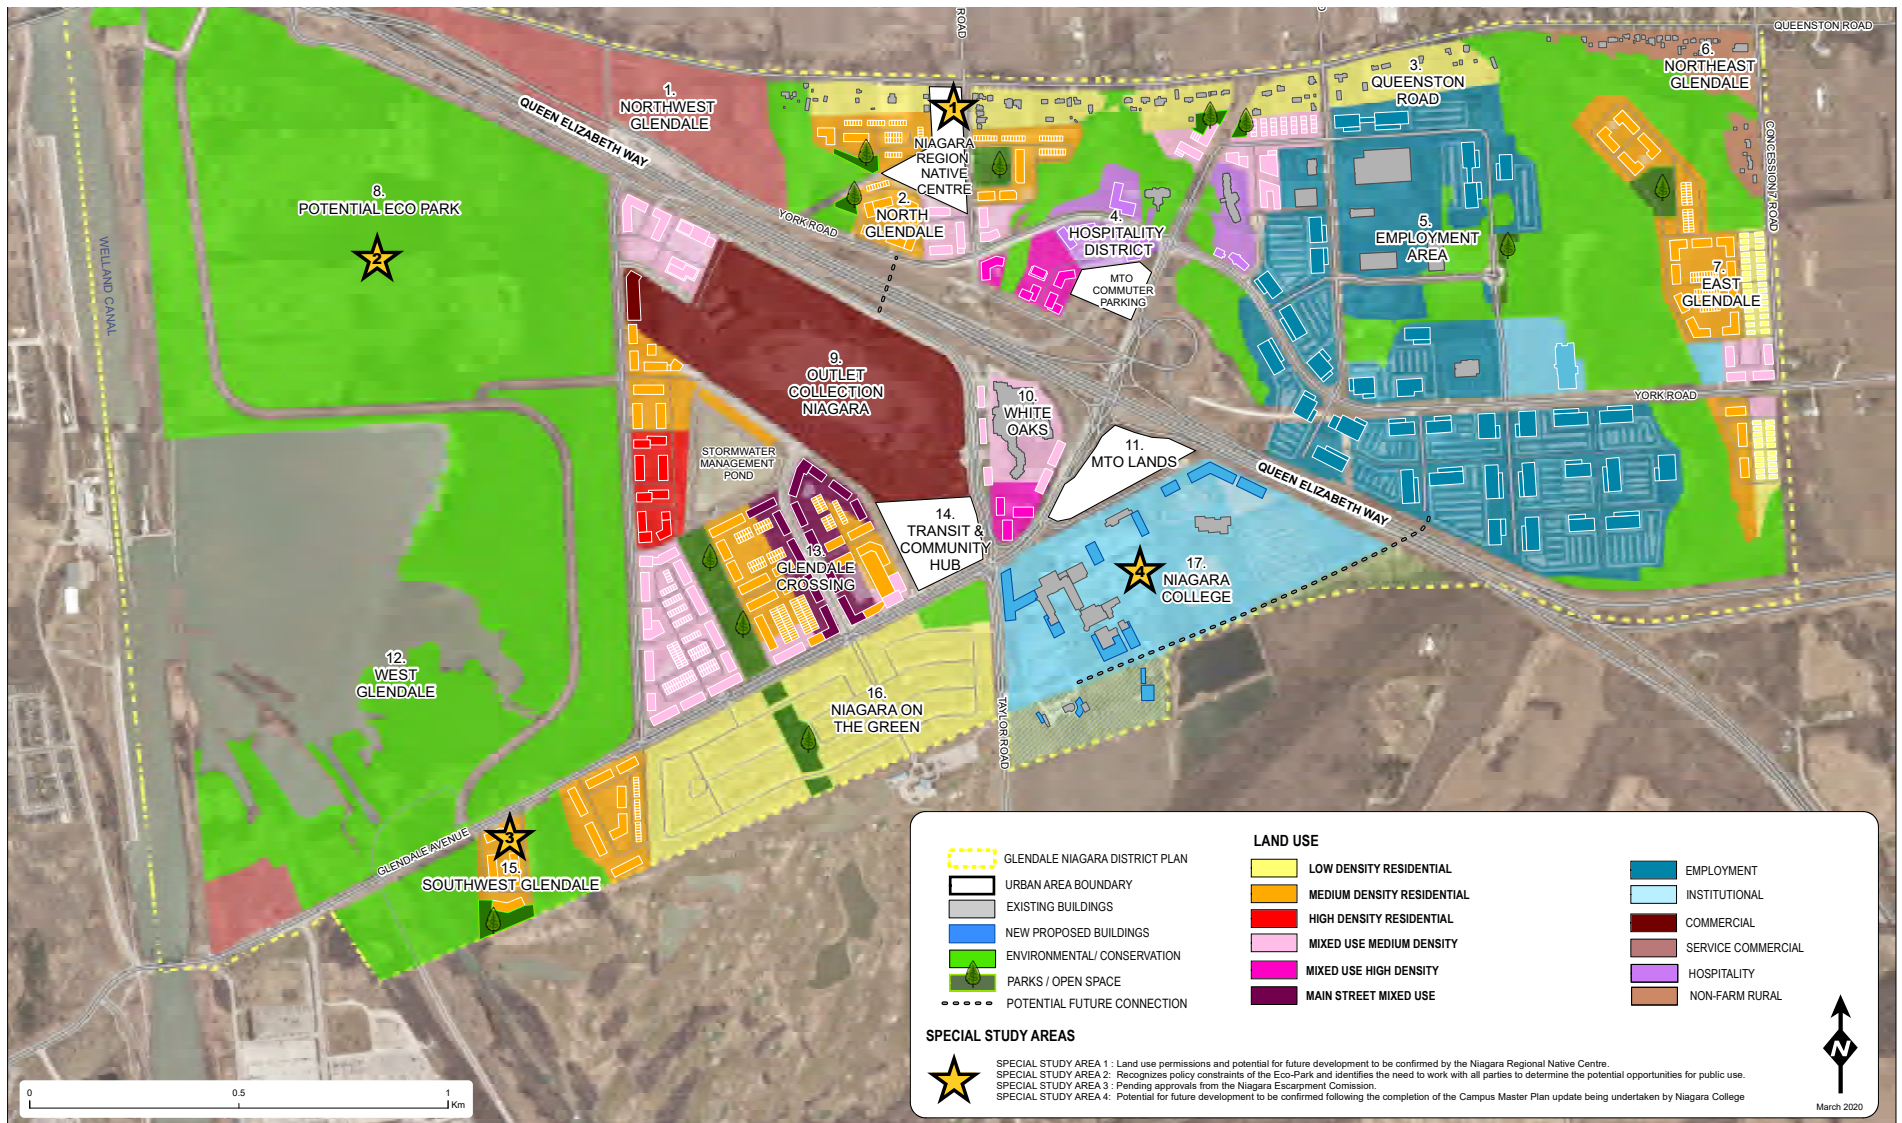 ROAD
QUEENSTON ROAD
1.
NORTHWEST
GLENDALE
QUEEN ELIZABETH WAY
1
NIAGARA
REGION
NATIVE
CENTRE
3.
QUEENSTON
ROAD
6.
NORTHEAST
GLENDALE
CONCESSION 7 ROAD
8.
POTENTIAL ECO PARK
2
WELLAND CANAL
YORK ROAD
2.
NORTH
GLENDALE
4.
HOSPITALITY
DISTRICT
MTO
COMMUTER
PARKING
5.
EMPLOYMENT
AREA
7.
EAST
GLENDALE
9.
OUTLET
COLLECTION
NIAGARA
10.
WHITE
OAKS
YORK ROAD
STORMWATER
MANAGEMENT
POND
11.
MTO LANDS
QUEEN ELIZABETH WAY
14.
TRANSIT &
COMMUNITY
HUB
13.
GLENDALE
CROSSING
4
17.
NIAGARA
COLLEGE
12.
WEST
GLENDALE
16.
NIAGARA ON
THE GREEN
TAYLOR ROAD
GLENDALE AVENUE
3
15.
SOUTHWEST GLENDALE
GLENDALE NIAGARA DISTRICT PLAN
URBAN AREA BOUNDARY
EXISTING BUILDINGS
NEW PROPOSED BUILDINGS
ENVIRONMENTAL/ CONSERVATION
PARKS / OPEN SPACE
POTENTIAL FUTURE CONNECTION
LAND USE
LOW DENSITY RESIDENTIAL
MEDIUM DENSITY RESIDENTIAL
HIGH DENSITY RESIDENTIAL
MIXED USE MEDIUM DENSITY
MIXED USE HIGH DENSITY
MAIN STREET MIXED USE
EMPLOYMENT
INSTITUTIONAL
COMMERCIAL
SERVICE COMMERCIAL
HOSPITALITY
NON-FARM RURAL
SPECIAL STUDY AREAS
SPECIAL STUDY AREA 1 : Land use permissions and potential for future development to be confirmed by the Niagara Regional Native Centre.
SPECIAL STUDY AREA 2: Recognizes policy constraints of the Eco-Park and identifies the need to work with all parties to determine the potential opportunities for public use.
SPECIAL STUDY AREA 3 : Pending approvals from the Niagara Escarpment Comission.
SPECIAL STUDY AREA 4: Potential for future development to be confirmed following the completion of the Campus Master Plan update being undertaken by Niagara College
N
March 2020
0 0.5 1
Km